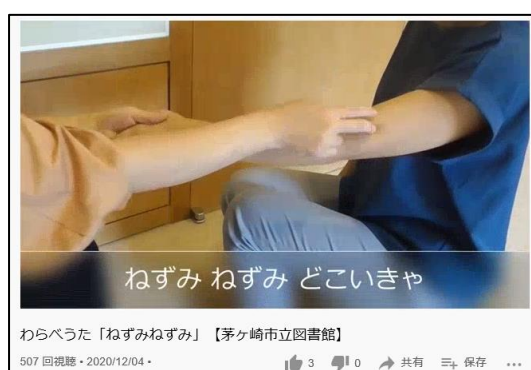 ねずみ ねずみ どこいきゃ
わらべうた「ねずみねずみ」【茅ヶ崎市立図書館】
507 回視聴・2020/12/04・ 3 0 共有 保存 …